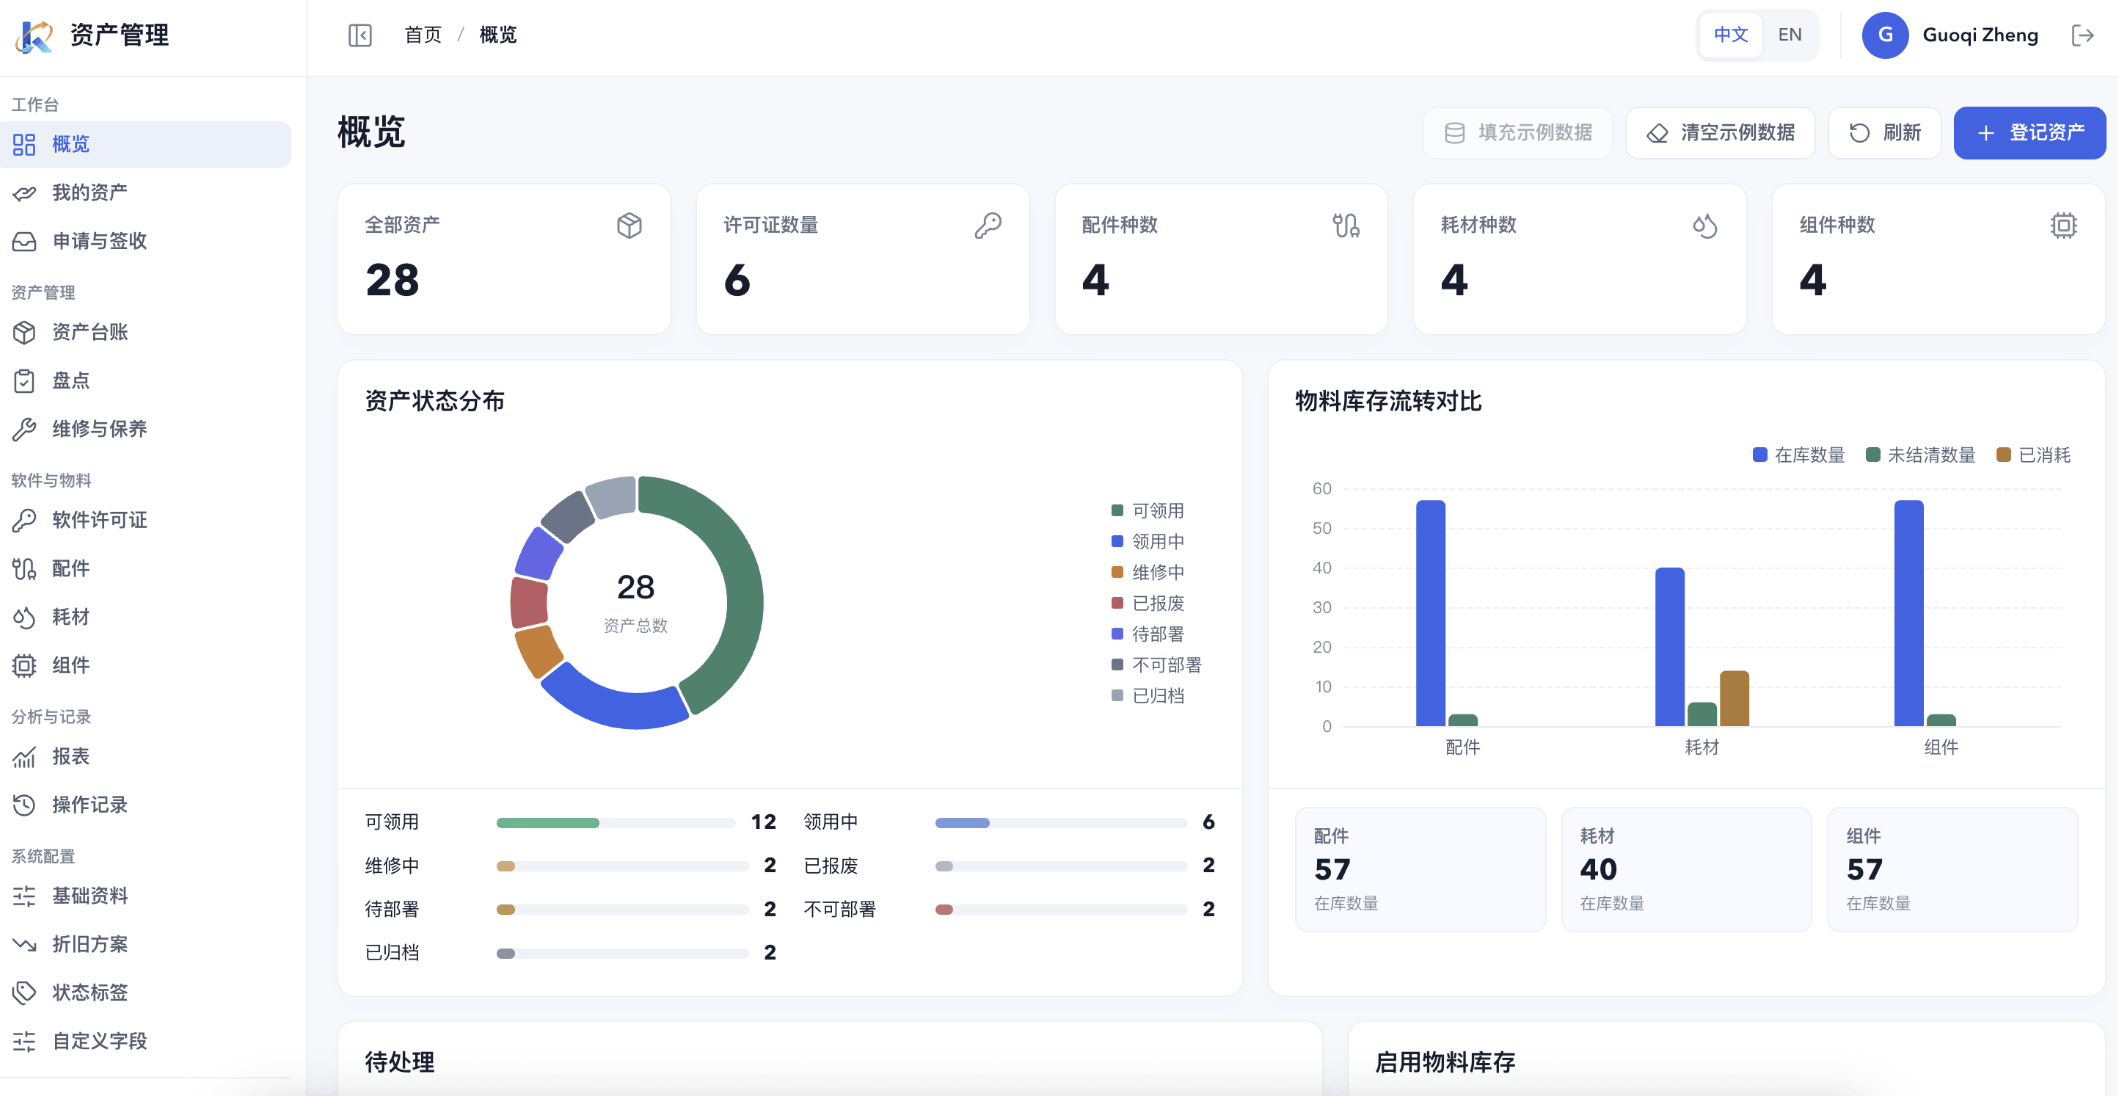 资产管理
首页 / 概览
中文 EN
G Guoqi Zheng
工作台
概览
我的资产
申请与签收
资产管理
资产台账
盘点
维修与保养
软件与物料
软件许可证
配件
耗材
组件
分析与记录
报表
操作记录
系统配置
基础资料
折旧方案
状态标签
自定义字段
概览
填充示例数据
清空示例数据
刷新
登记资产
全部资产
28
许可证数量
6
配件种数
4
耗材种数
4
组件种数
4
资产状态分布
28
资产总数
可领用
领用中
维修中
已报废
待部署
不可部署
已归档
可领用 12
领用中 6
维修中 2
已报废 2
待部署 2
不可部署 2
已归档 2
物料库存流转对比
在库数量 未结清数量 已消耗
60
50
40
30
20
10
0
配件 耗材 组件
配件
57
在库数量
耗材
40
在库数量
组件
57
在库数量
待处理
启用物料库存